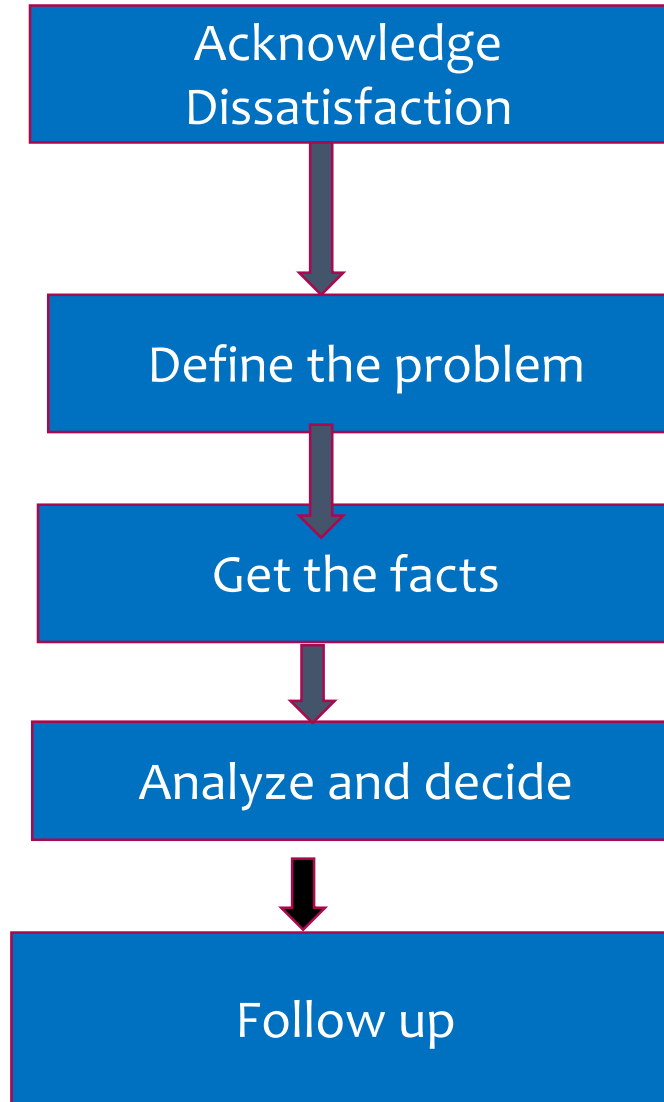 Acknowledge
Dissatisfaction
Define the problem
Get the facts
Analyze and decide
Follow up